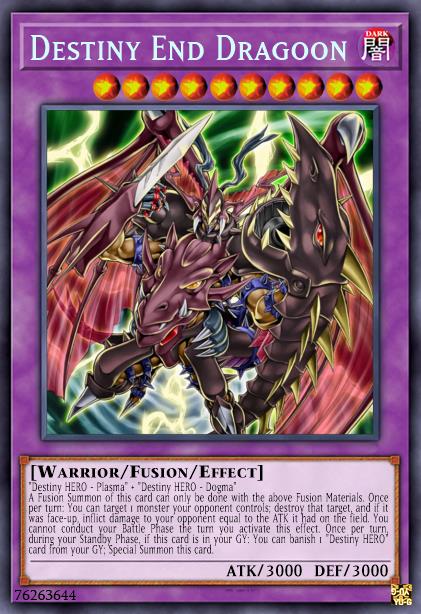 DESTINY END DRAGOON
DARK
闇
[WARRIOR/FUSION/EFFECT]
"Destiny HERO - Plasma" + "Destiny HERO - Dogma"
A Fusion Summon of this card can only be done with the above Fusion Materials. Once
per turn: You can target 1 monster your opponent controls; destroy that target, and if it
was face-up, inflict damage to your opponent equal to the ATK it had on the field. You
cannot conduct your Battle Phase the turn you activate this effect. Once per turn,
during your Standby Phase, if this card is in your GY: You can banish 1 "Destiny HERO"
card from your GY; Special Summon this card.
ATK/3000 DEF/3000
76263644